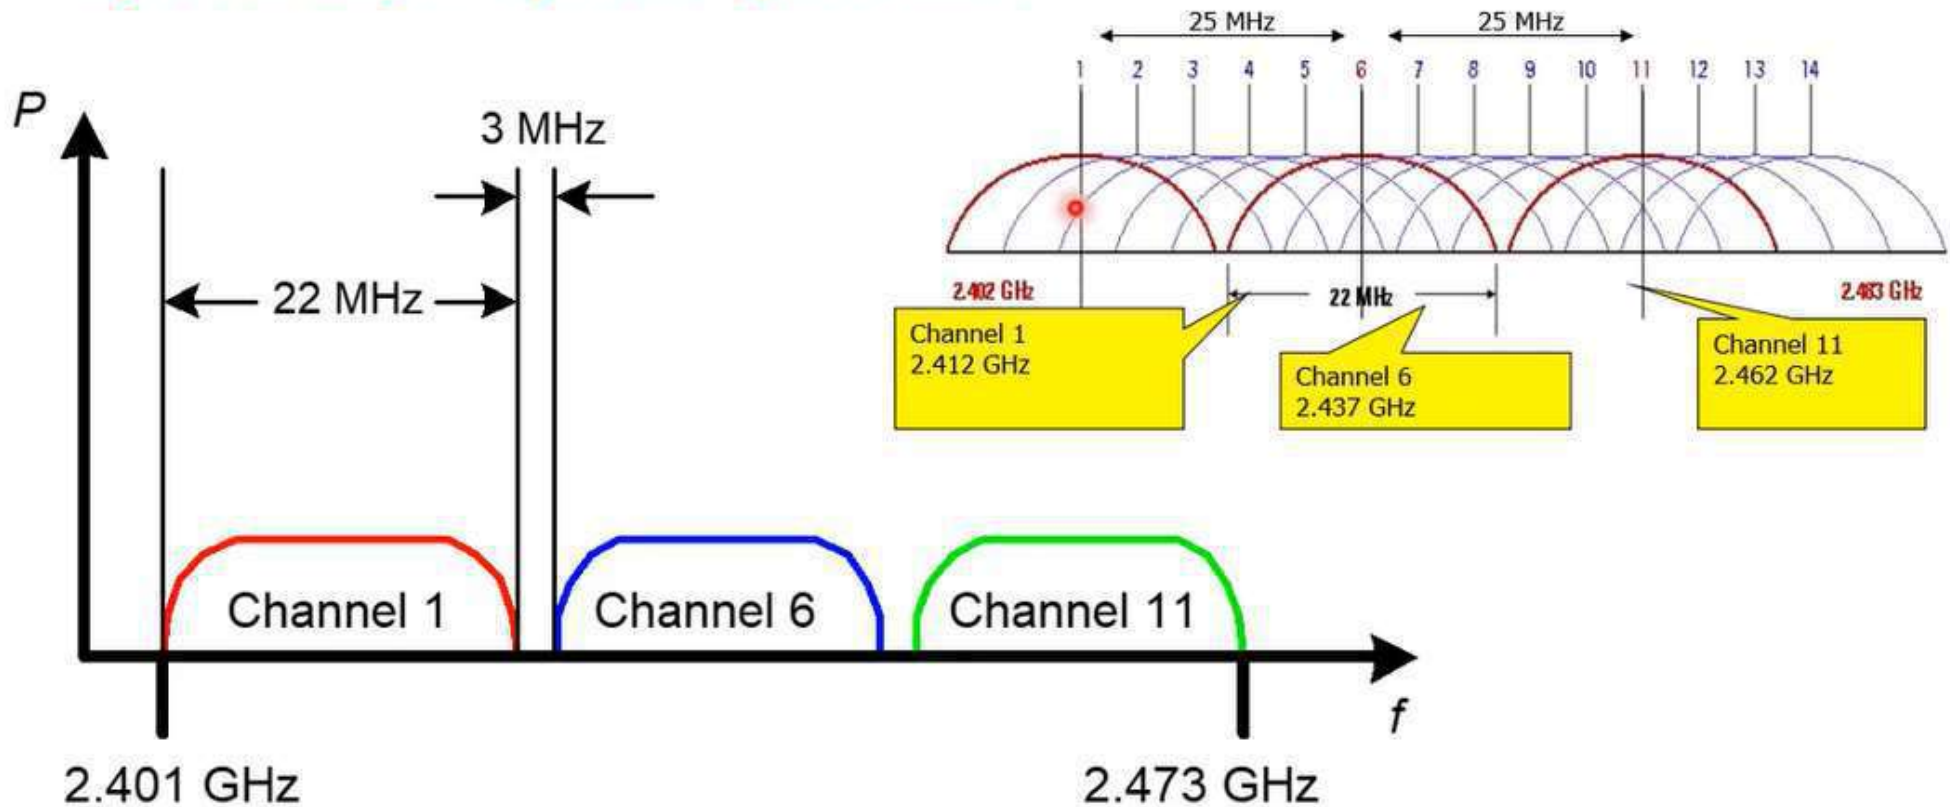 P
3 MHz
22 MHz
Channel 1
Channel 6
Channel 11
f
2.401 GHz
2.473 GHz
25 MHz
25 MHz
1 2 3 4 5 6 7 8 9 10 11 12 13 14
2.402 GHz
22 MHz
2.483 GHz
Channel 1
2.412 GHz
Channel 6
2.437 GHz
Channel 11
2.462 GHz